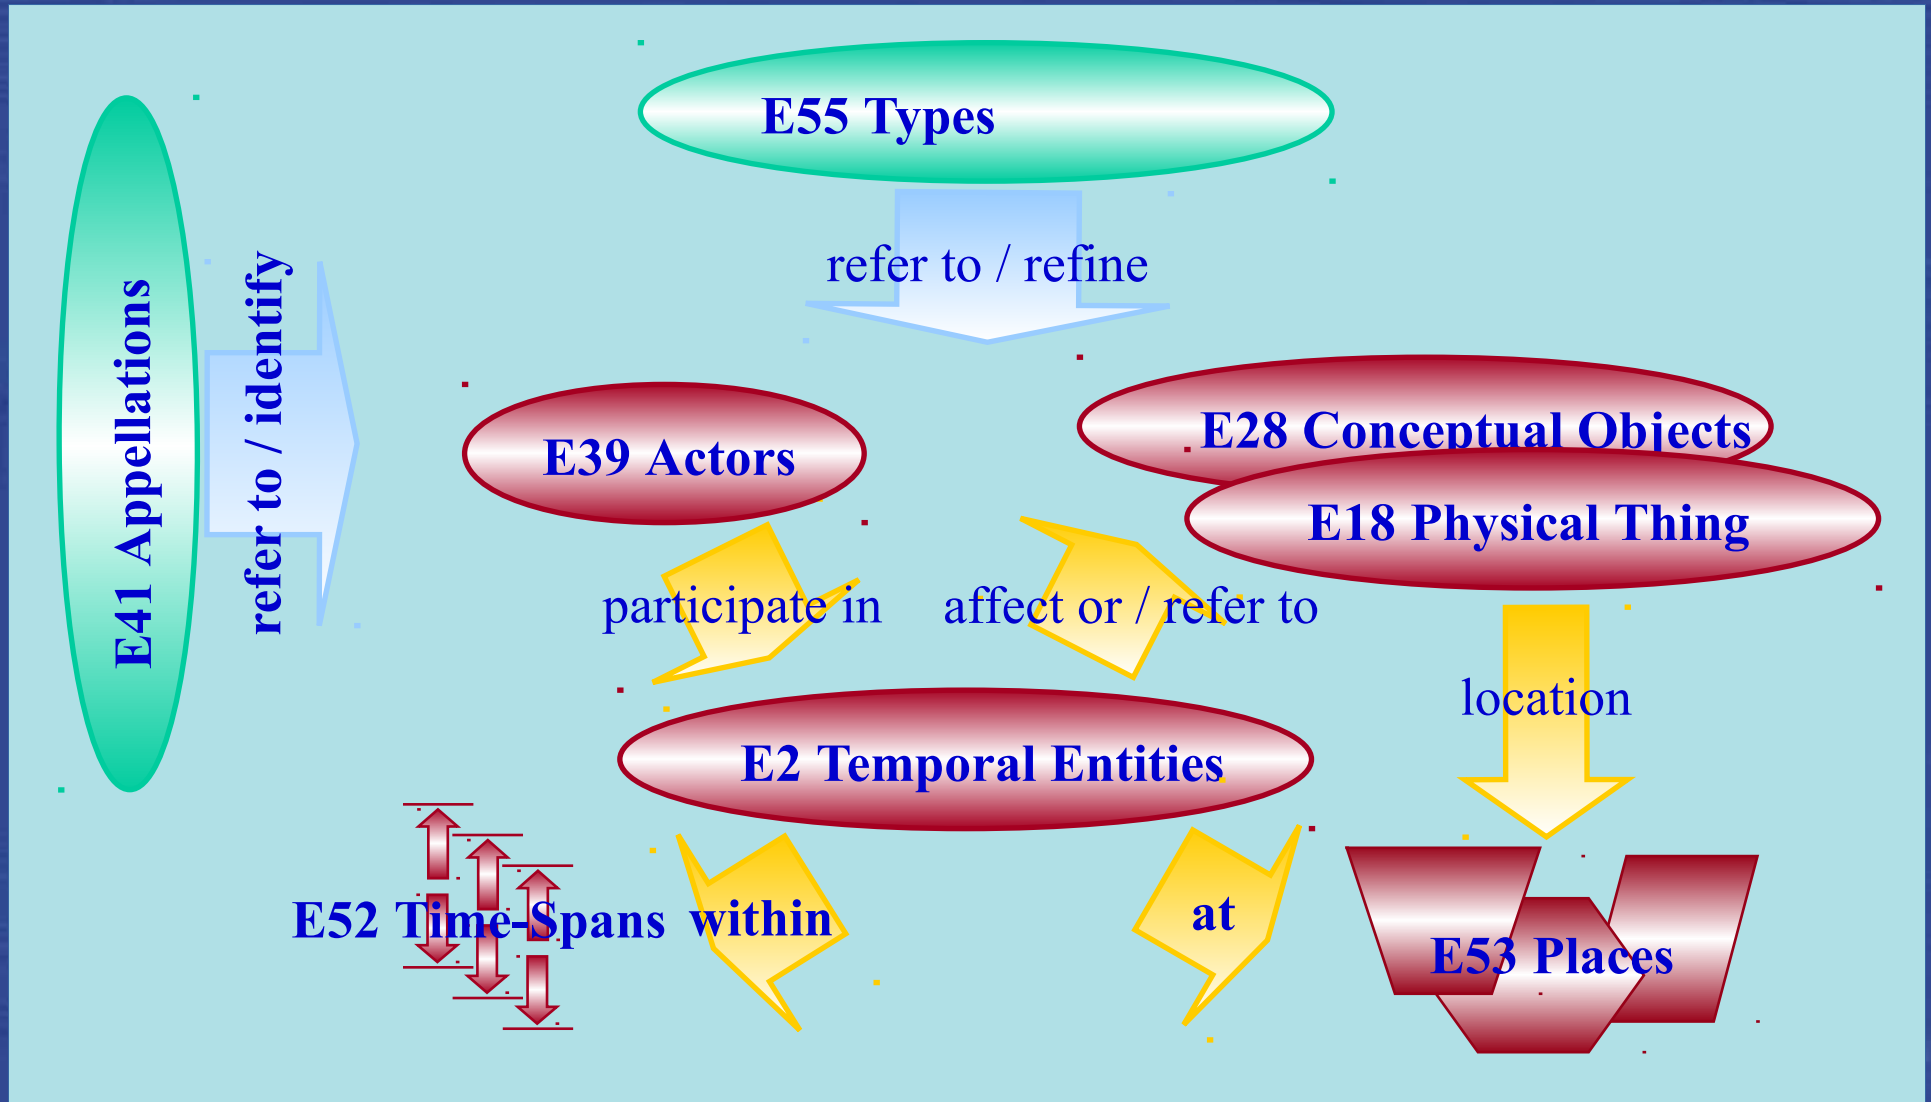 E55 Types
refer to / refine
E41 Appellations
refer to / identify
E39 Actors
E28 Conceptual Objects
E18 Physical Thing
participate in
affect or / refer to
location
E2 Temporal Entities
E52 Time-Spans
within
at
E53 Places